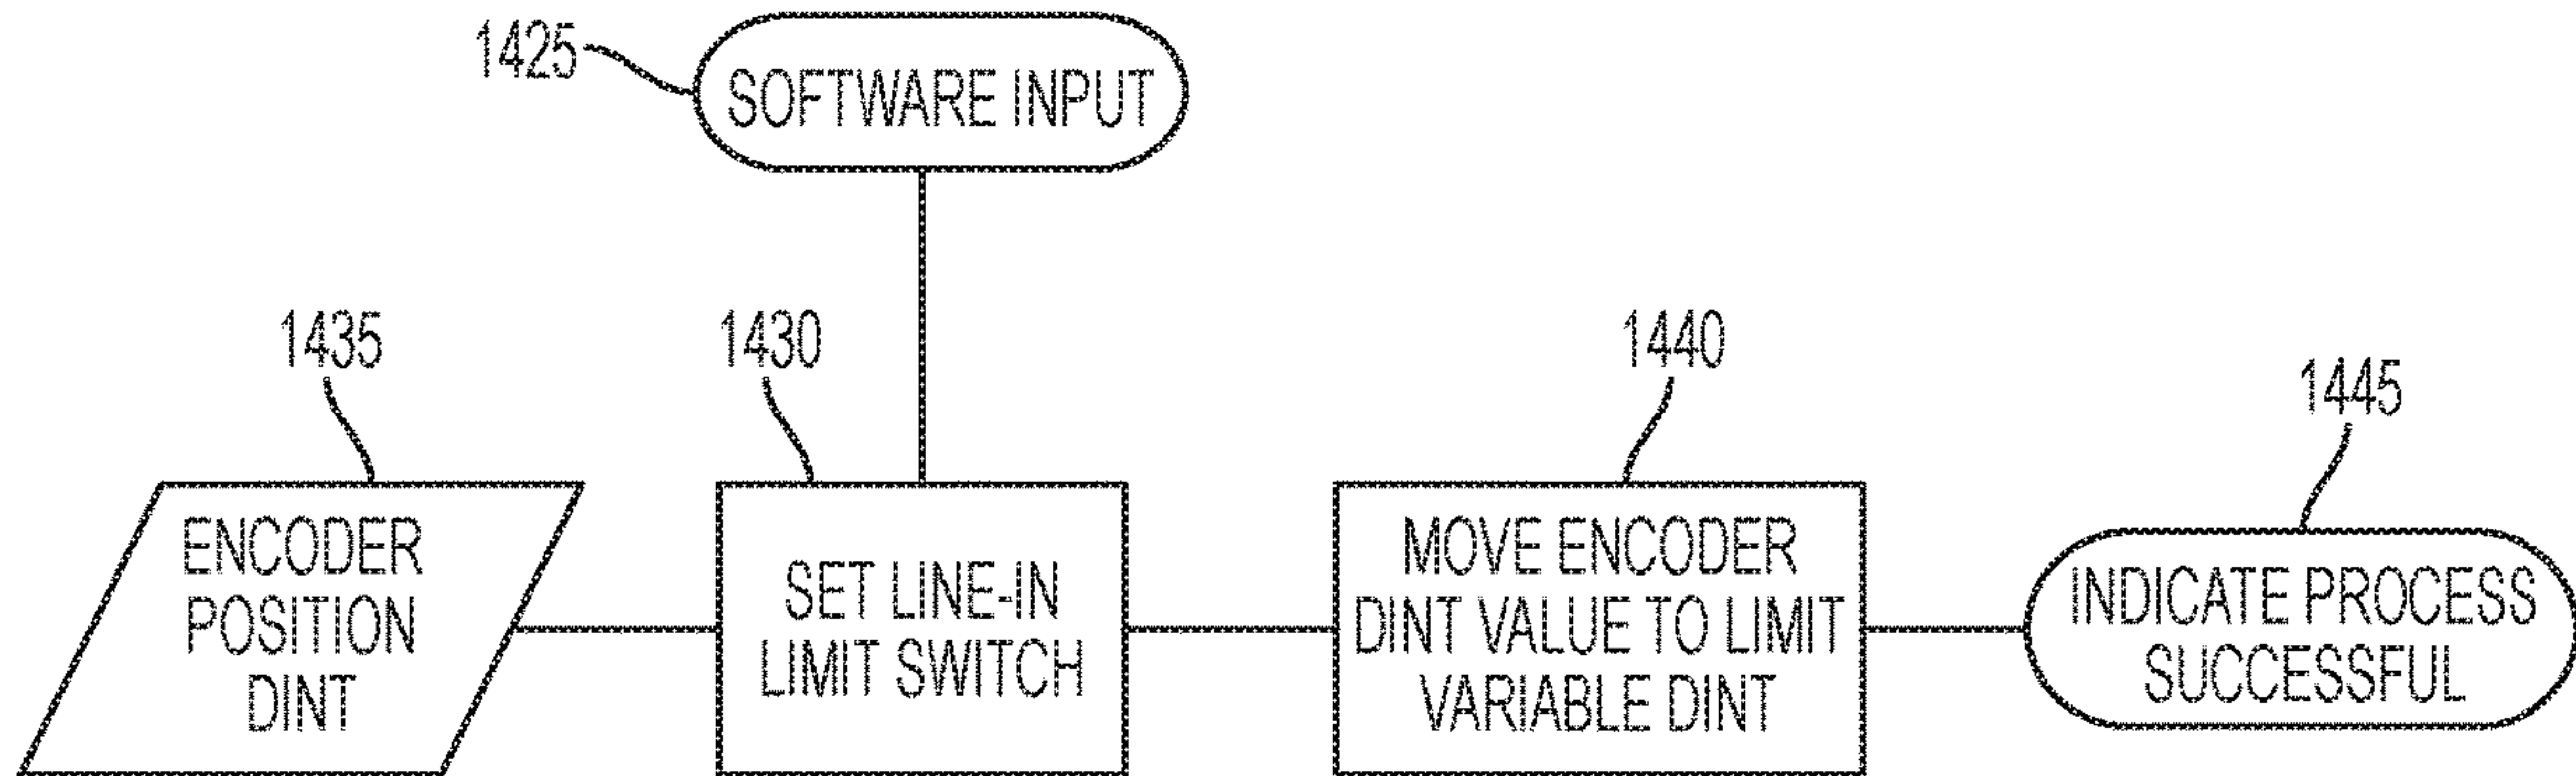 1425
SOFTWARE INPUT
1435
1430
1440
1445
ENCODER
POSITION
DINT
SET LINE-IN
LIMIT SWITCH
MOVE ENCODER
DINT VALUE TO LIMIT
VARIABLE DINT
INDICATE PROCESS
SUCCESSFUL